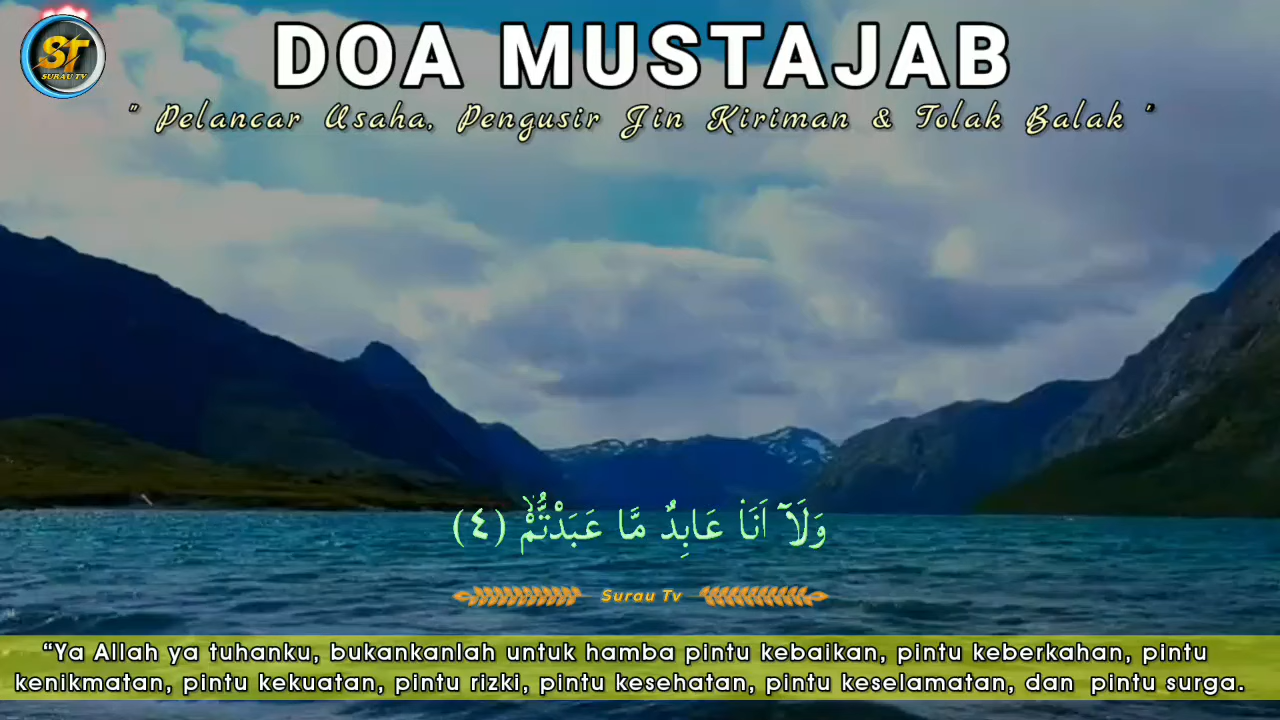 ST
SURAU TV
DOA MUSTAJAB
" Pelancar Usaha, Pengusir Jin Kiriman & Tolak Balak "
وَلَآ اَنَا۠ عَابِدٌ مَّا عَبَدْتُّمْۙ (٤)
Surau Tv
“Ya Allah ya tuhanku, bukankanlah untuk hamba pintu kebaikan, pintu keberkahan, pintu
kenikmatan, pintu kekuatan, pintu rizki, pintu kesehatan, pintu keselamatan, dan pintu surga.